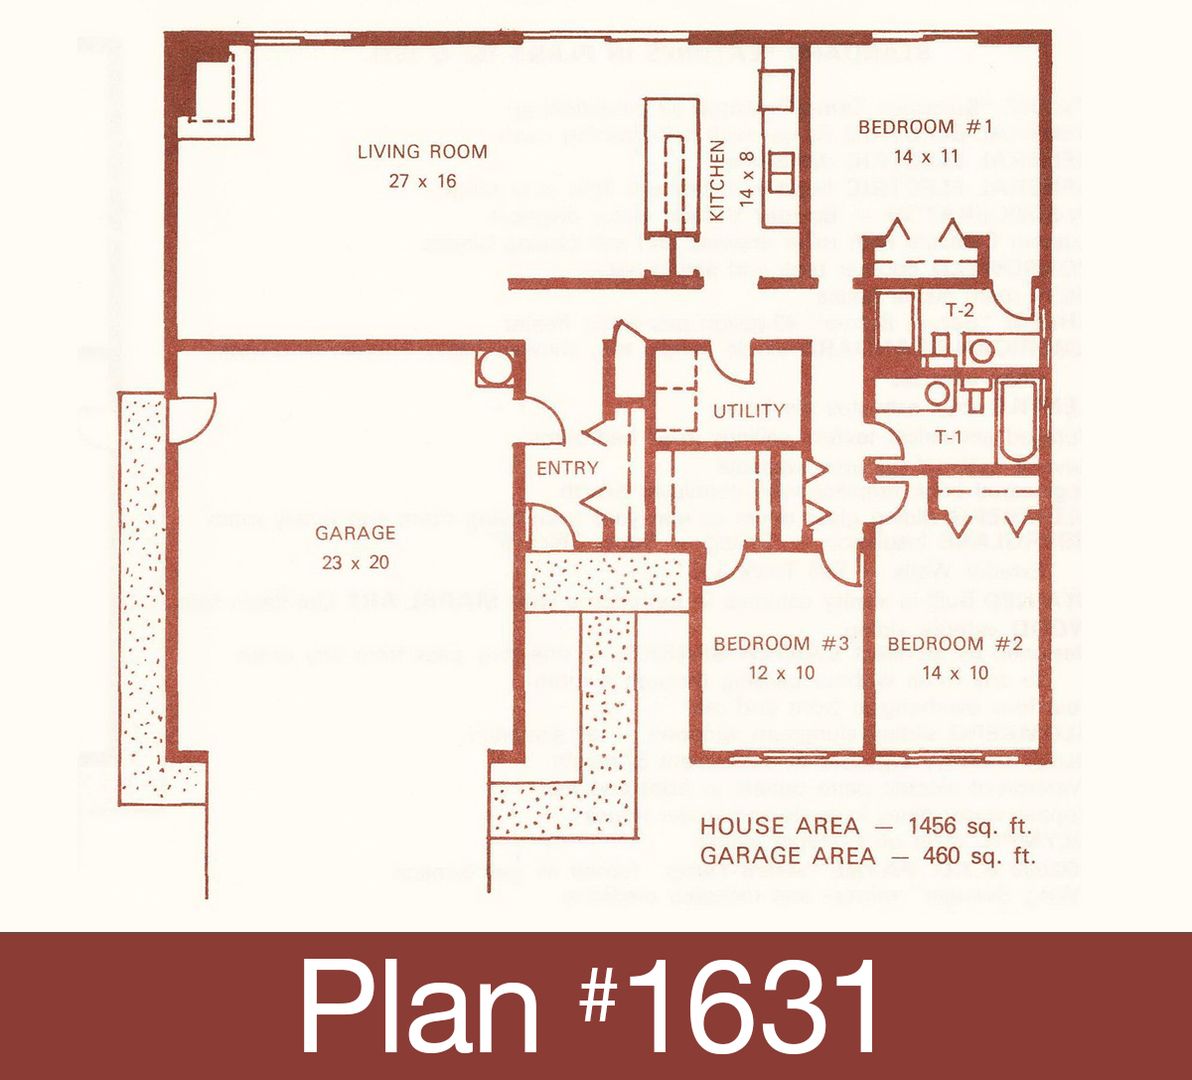 LIVING ROOM
27 x 16
KITCHEN
14 x 8
BEDROOM #1
14 x 11
T-2
T-1
UTILITY
ENTRY
GARAGE
23 x 20
BEDROOM #3
12 x 10
BEDROOM #2
14 x 10
HOUSE AREA — 1456 sq. ft.
GARAGE AREA — 460 sq. ft.
Plan #1631